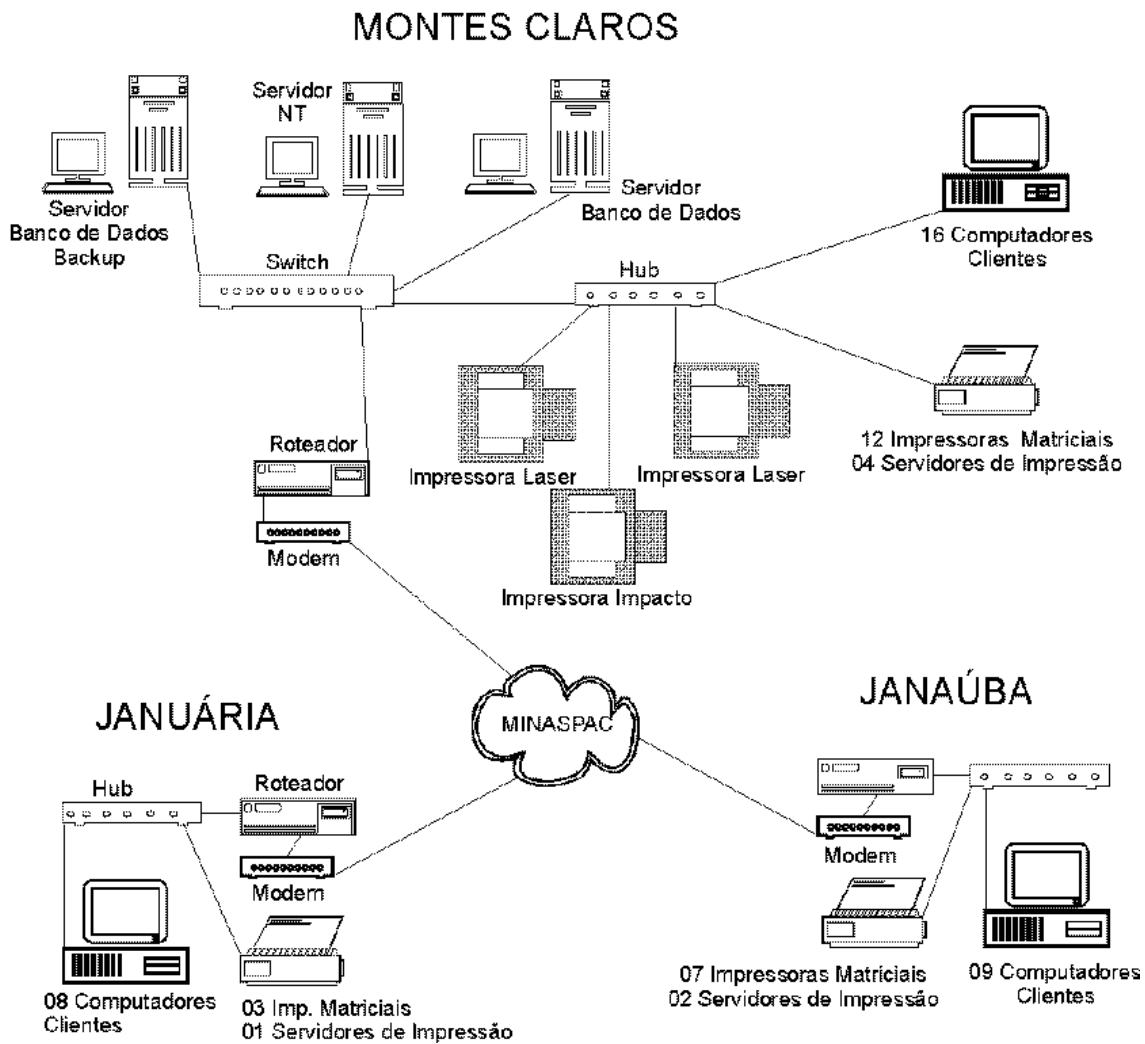 MONTES CLAROS
Servidor
NT
Servidor
Banco de Dados
Backup
Servidor
Banco de Dados
Switch
Hub
16 Computadores
Clientes
12 Impressoras Matriciais
04 Servidores de Impressão
Roteador
Modem
Impressora Laser
Impressora Laser
Impressora Impacto
MINASPAC
JANUÁRIA
Hub
Roteador
Modem
08 Computadores
Clientes
03 Imp. Matriciais
01 Servidores de Impressão
JANAÚBA
Modem
07 Impressoras Matriciais
02 Servidores de Impressão
09 Computadores
Clientes